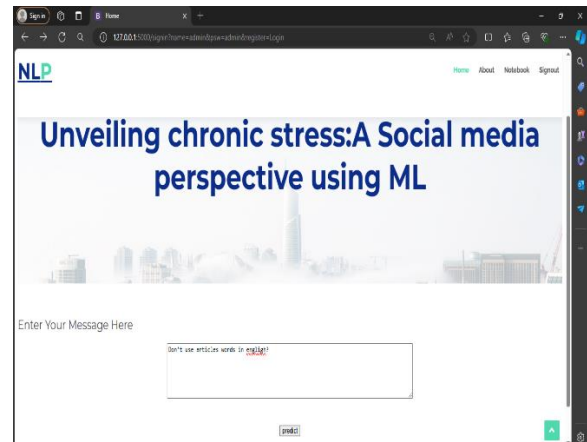 Sign in
Home
127.0.0.1:5000/signin?name=admin&psw=admin&register=Login
NLP
Home About Notebook Signout
Unveiling chronic stress:A Social media
perspective using ML
Enter Your Message Here
Don't use articles words in engligt?
predict